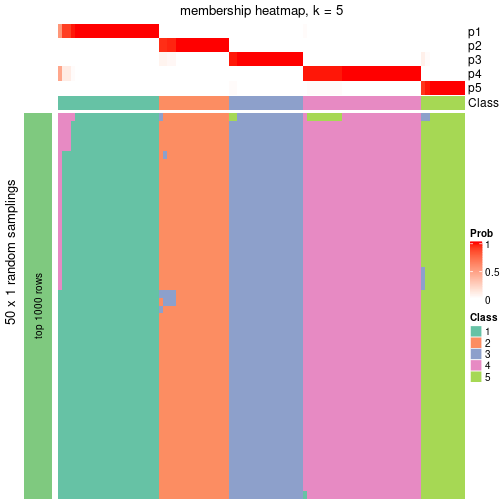 membership heatmap, k = 5
p1
p2
p3
p4
p5
Class
50 x 1 random samplings
top 1000 rows
Prob
1
0.5
0
Class
1
2
3
4
5